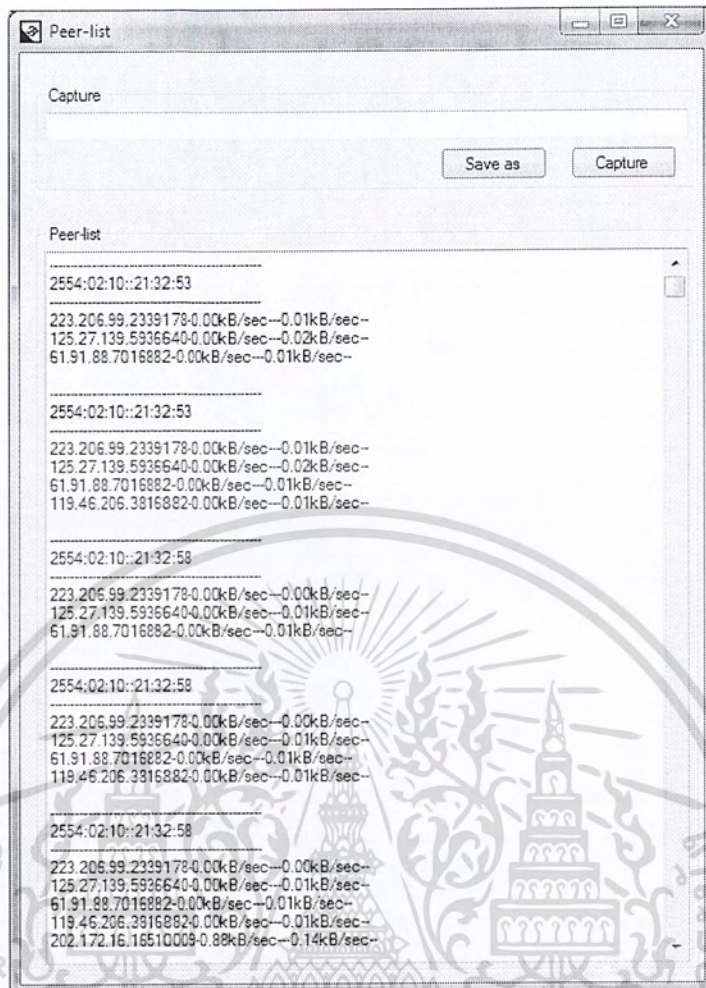 Peer-list
Capture
Save as
Capture
Peer-list
-----------------------------------------
2554:02:10::21:32:53
-----------------------------------------
223.206.99.2339178-0.00kB/sec---0.01kB/sec--
125.27.139.5936640-0.00kB/sec---0.02kB/sec--
61.91.88.7016882-0.00kB/sec---0.01kB/sec--
-----------------------------------------
2554:02:10::21:32:53
-----------------------------------------
223.206.99.2339178-0.00kB/sec---0.01kB/sec--
125.27.139.5936640-0.00kB/sec---0.02kB/sec--
61.91.88.7016882-0.00kB/sec---0.01kB/sec--
119.46.206.3816882-0.00kB/sec---0.01kB/sec--
-----------------------------------------
2554:02:10::21:32:58
-----------------------------------------
223.206.99.2339178-0.00kB/sec---0.00kB/sec--
125.27.139.5936640-0.00kB/sec---0.01kB/sec--
61.91.88.7016882-0.00kB/sec---0.01kB/sec--
-----------------------------------------
2554:02:10::21:32:58
-----------------------------------------
223.206.99.2339178-0.00kB/sec---0.00kB/sec--
125.27.139.5936640-0.00kB/sec---0.01kB/sec--
61.91.88.7016882-0.00kB/sec---0.01kB/sec--
119.46.206.3816882-0.00kB/sec---0.01kB/sec--
-----------------------------------------
2554:02:10::21:32:58
-----------------------------------------
223.206.99.2339178-0.00kB/sec---0.00kB/sec--
125.27.139.5936640-0.00kB/sec---0.01kB/sec--
61.91.88.7016882-0.00kB/sec---0.01kB/sec--
119.46.206.3816882-0.00kB/sec---0.01kB/sec--
202.172.16.16510009-0.88kB/sec---0.14kB/sec--